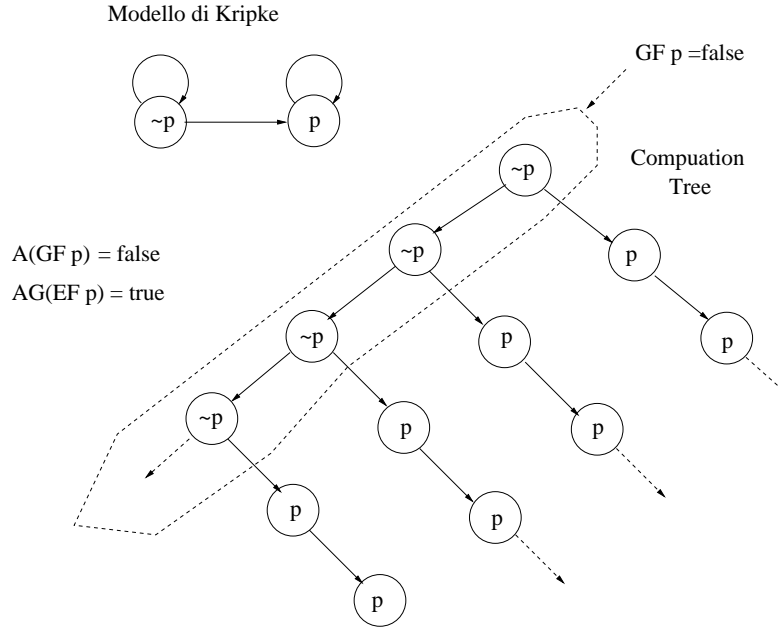 Modello di Kripke
GF p =false
~p
p
Compuation
Tree
~p
~p
p
A(GF p) = false
AG(EF p) = true
~p
p
p
~p
p
p
p
p
p